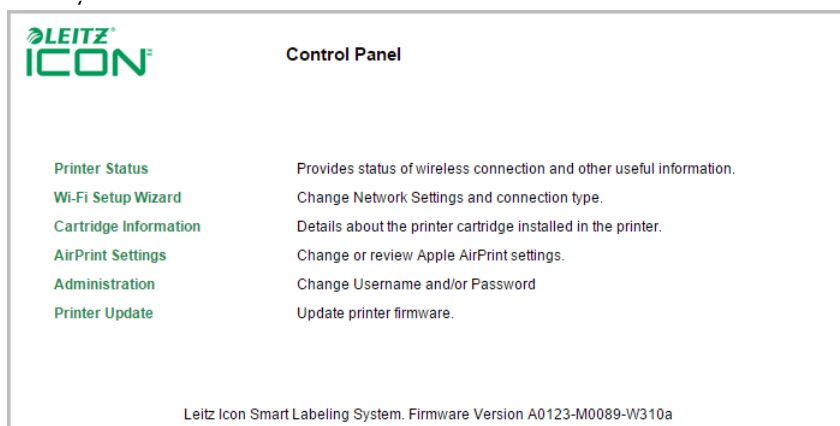 LEITZ®
ICON™
Control Panel
Printer Status Provides status of wireless connection and other useful information.
Wi-Fi Setup Wizard Change Network Settings and connection type.
Cartridge Information Details about the printer cartridge installed in the printer.
AirPrint Settings Change or review Apple AirPrint settings.
Administration Change Username and/or Password
Printer Update Update printer firmware.
Leitz Icon Smart Labeling System. Firmware Version A0123-M0089-W310a